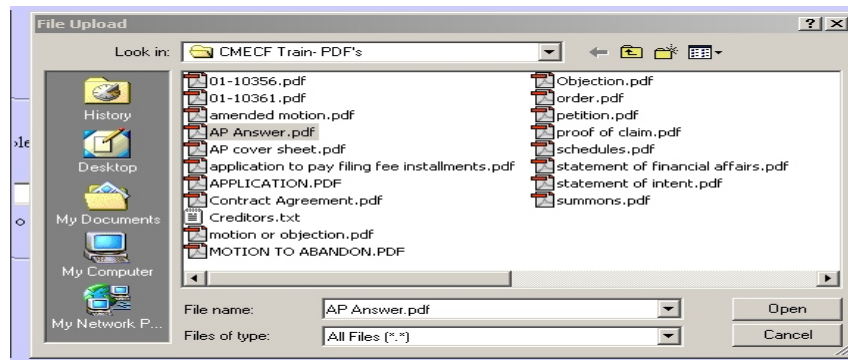 File Upload
Look in: CMECF Train- PDF's
History
Desktop
My Documents
My Computer
My Network P...
01-10356.pdf
01-10361.pdf
amended motion.pdf
AP Answer.pdf
AP cover sheet.pdf
application to pay filing fee installments.pdf
APPLICATION.PDF
Contract Agreement.pdf
Creditors.txt
motion or objection.pdf
MOTION TO ABANDON.PDF
Objection.pdf
order.pdf
petition.pdf
proof of claim.pdf
schedules.pdf
statement of financial affairs.pdf
statement of intent.pdf
summons.pdf
File name: AP Answer.pdf Open
Files of type: All Files (*.*) Cancel